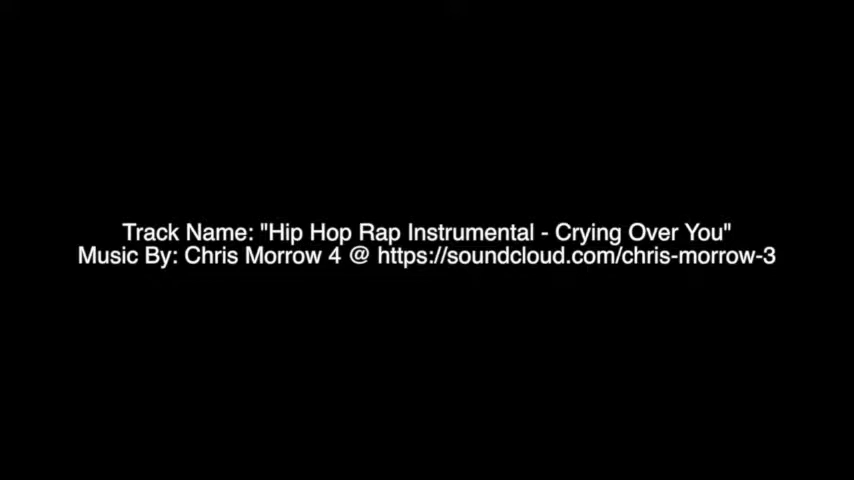 Track Name: "Hip Hop Rap Instrumental - Crying Over You"
Music By: Chris Morrow 4 @ https://soundcloud.com/chris-morrow-3